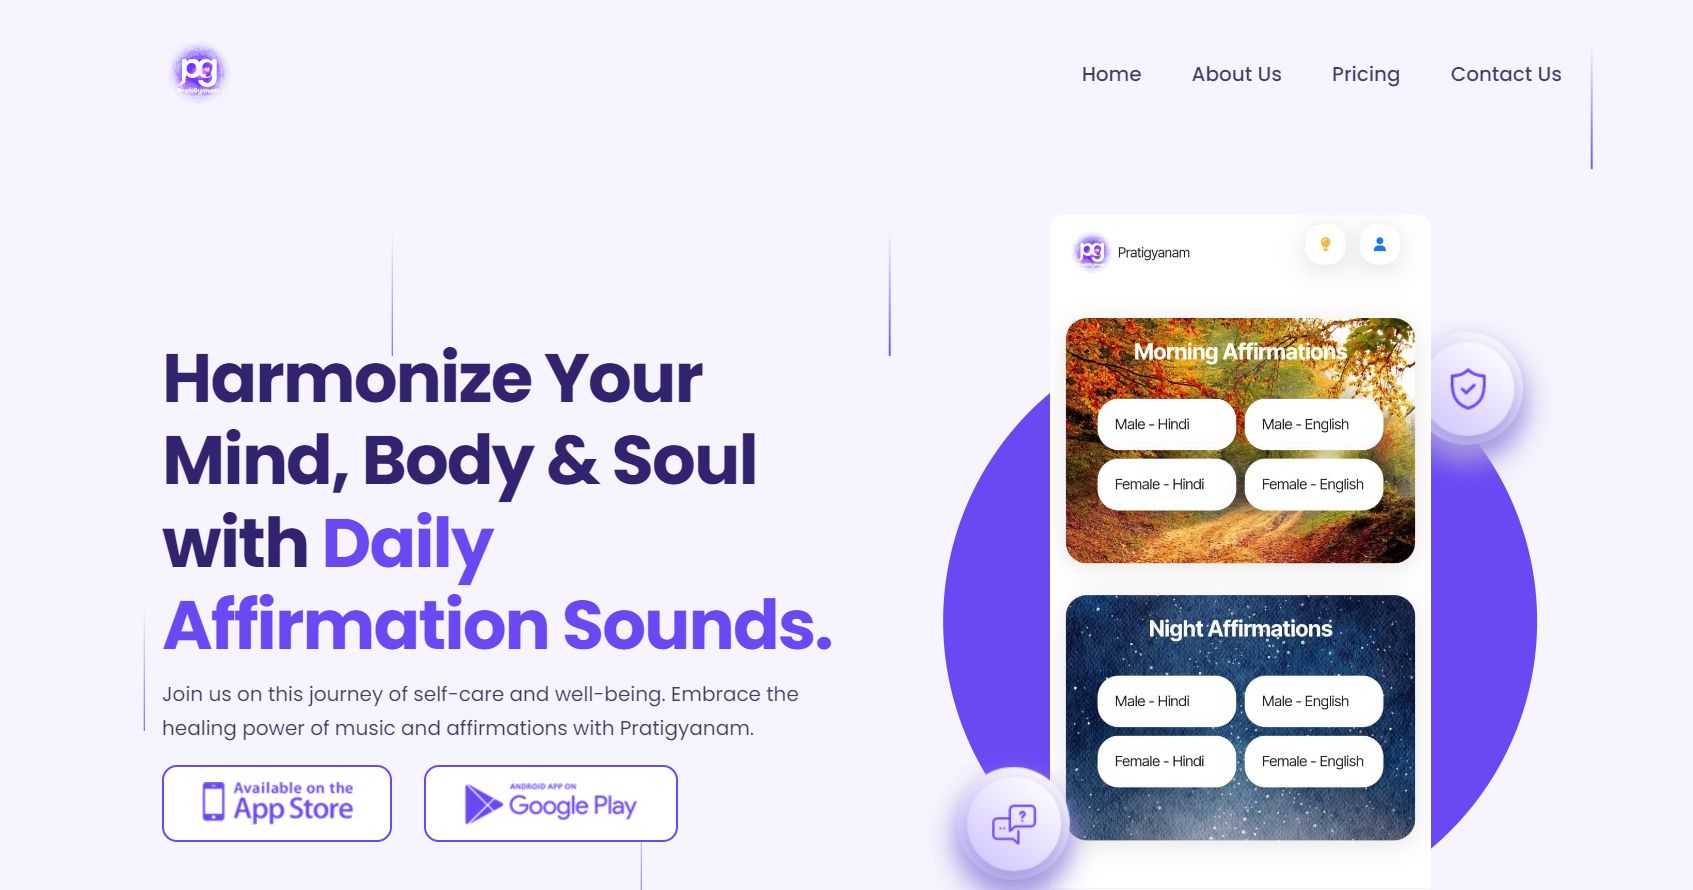 pg
Pratigyanam
Home
About Us
Pricing
Contact Us
Harmonize Your
Mind, Body & Soul
with Daily
Affirmation Sounds.
Join us on this journey of self-care and well-being. Embrace the
healing power of music and affirmations with Pratigyanam.
Available on the
App Store
ANDROID APP ON
Google Play
pg
Pratigyanam
Morning Affirmations
Male - Hindi
Male - English
Female - Hindi
Female - English
Night Affirmations
Male - Hindi
Male - English
Female - Hindi
Female - English
?